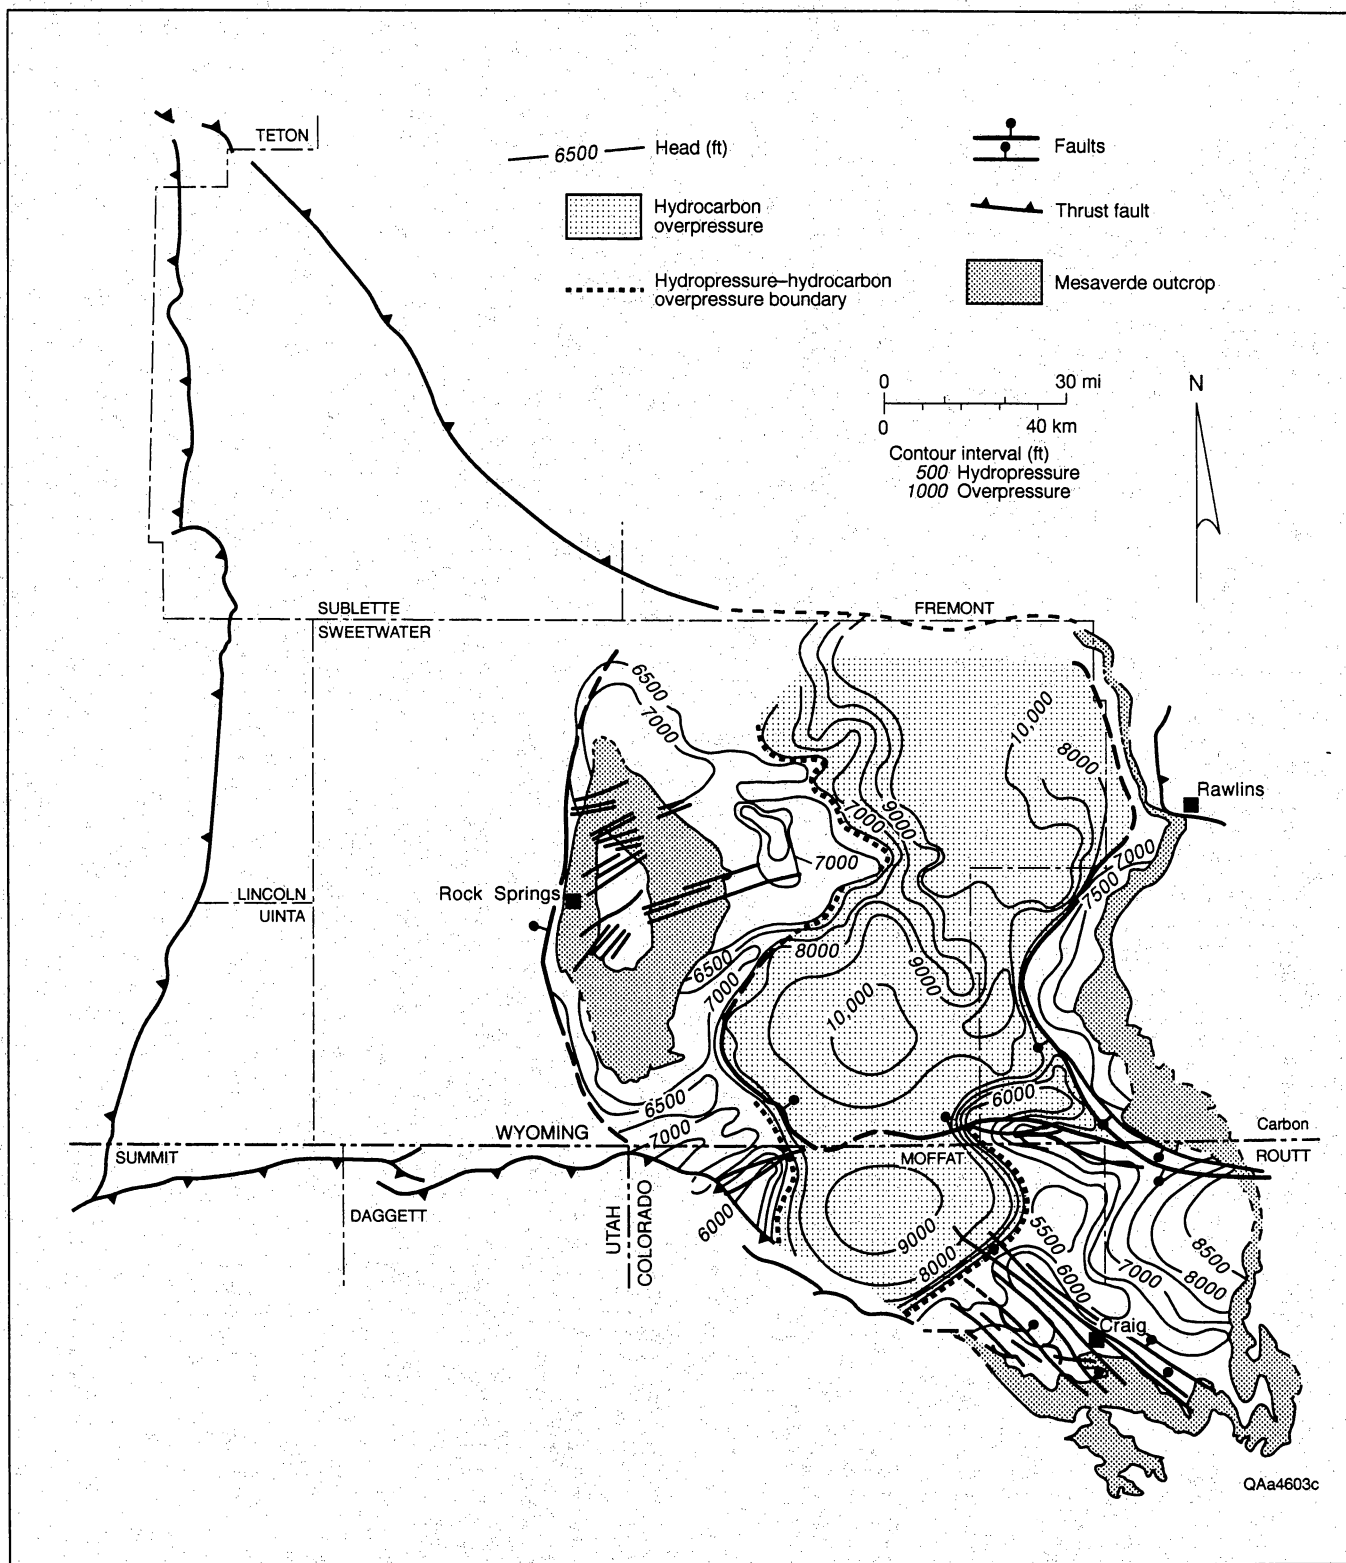 TETON
6500 Head (ft)
Hydrocarbon
overpressure
Hydropressure–hydrocarbon
overpressure boundary
Faults
Thrust fault
Mesaverde outcrop
0 30 mi
0 40 km
Contour interval (ft)
500 Hydropressure
1000 Overpressure
N
SUBLETTE
SWEETWATER
FREMONT
6500
7000
10,000
8000
Rawlins
7000
9000
7000
7000
7500
Rock Springs
LINCOLN
UINTA
6500
7000
8000
9000
10,000
6500
7000
6000
WYOMING
SUMMIT
MOFFAT
Carbon
ROUTT
DAGGETT
UTAH
COLORADO
6000
9000
8000
5500
6000
7000
8000
8500
Craig
QAa4603c